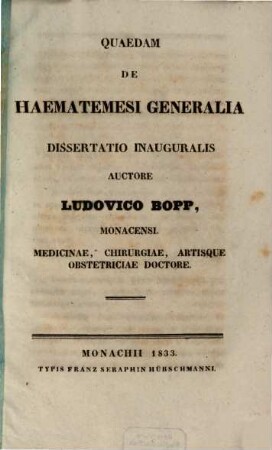 QUAEDAM
DE
HAEMATEMESI GENERALIA
DISSERTATIO INAUGURALIS
AUCTORE
LUDOVICO BOPP,
MONACENSI.
MEDICINAE, CHIRURGIAE, ARTISQUE
OBSTETRICIAE DOCTORE.
MONACHII 1833.
TYPIS FRANZ SERAPHIN HÜBSCHMANNI.